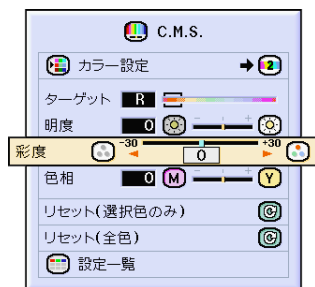 C.M.S.
カラー設定 2
ターゲット R
明度 0 - +
彩度 -30 0 +30
色相 0 M - + Y
リセット(選択色のみ)
リセット(全色)
設定一覧